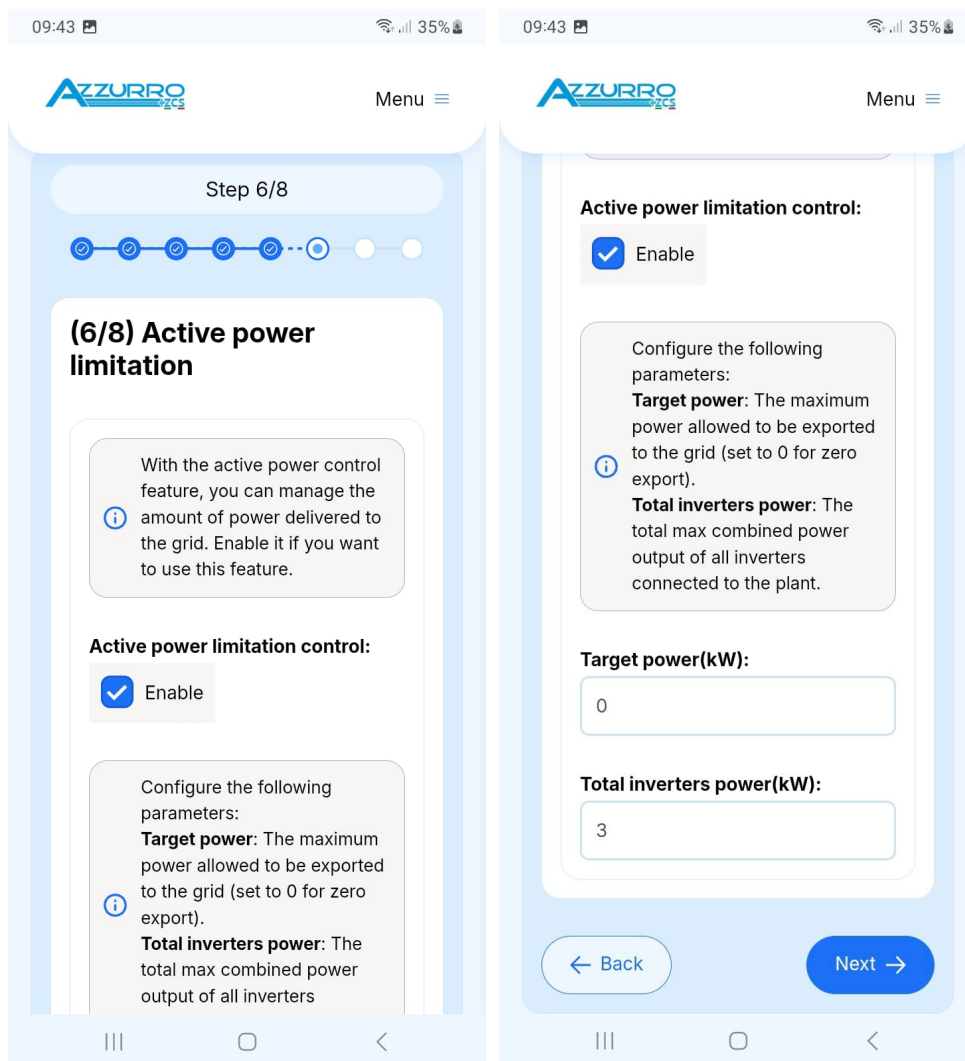 09:43
35%
AZZURRO
ZCS
Menu
Step 6/8
(6/8) Active power
limitation
With the active power control
feature, you can manage the
amount of power delivered to
the grid. Enable it if you want
to use this feature.
Active power limitation control:
Enable
Configure the following
parameters:
Target power: The maximum
power allowed to be exported
to the grid (set to 0 for zero
export).
Total inverters power: The
total max combined power
output of all inverters
09:43
35%
AZZURRO
ZCS
Menu
Active power limitation control:
Enable
Configure the following
parameters:
Target power: The maximum
power allowed to be exported
to the grid (set to 0 for zero
export).
Total inverters power: The
total max combined power
output of all inverters
connected to the plant.
Target power(kW):
0
Total inverters power(kW):
3
Back
Next